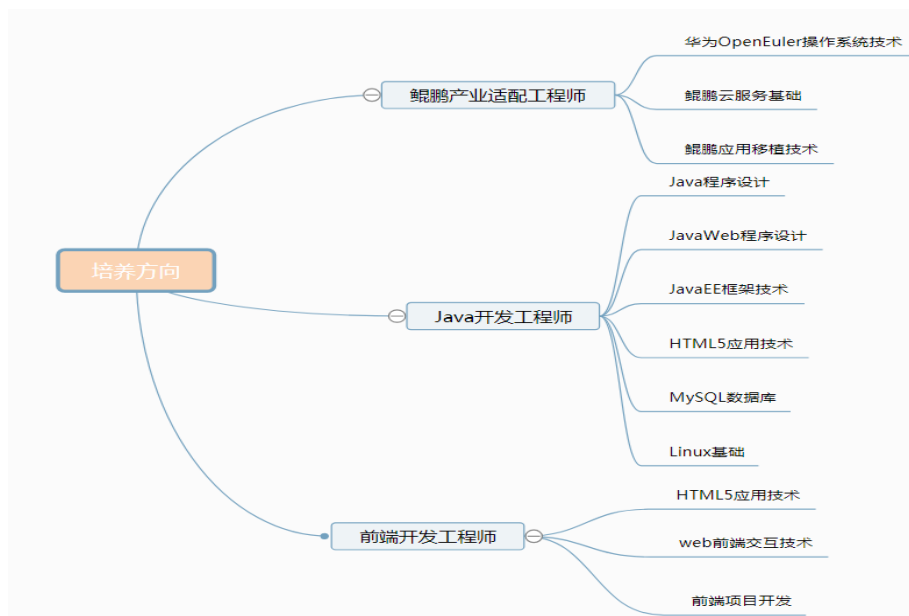 培养方向
鲲鹏产业适配工程师
华为OpenEuler操作系统技术
鲲鹏云服务基础
鲲鹏应用移植技术
Java开发工程师
Java程序设计
JavaWeb程序设计
JavaEE框架技术
HTML5应用技术
MySQL数据库
Linux基础
前端开发工程师
HTML5应用技术
web前端交互技术
前端项目开发